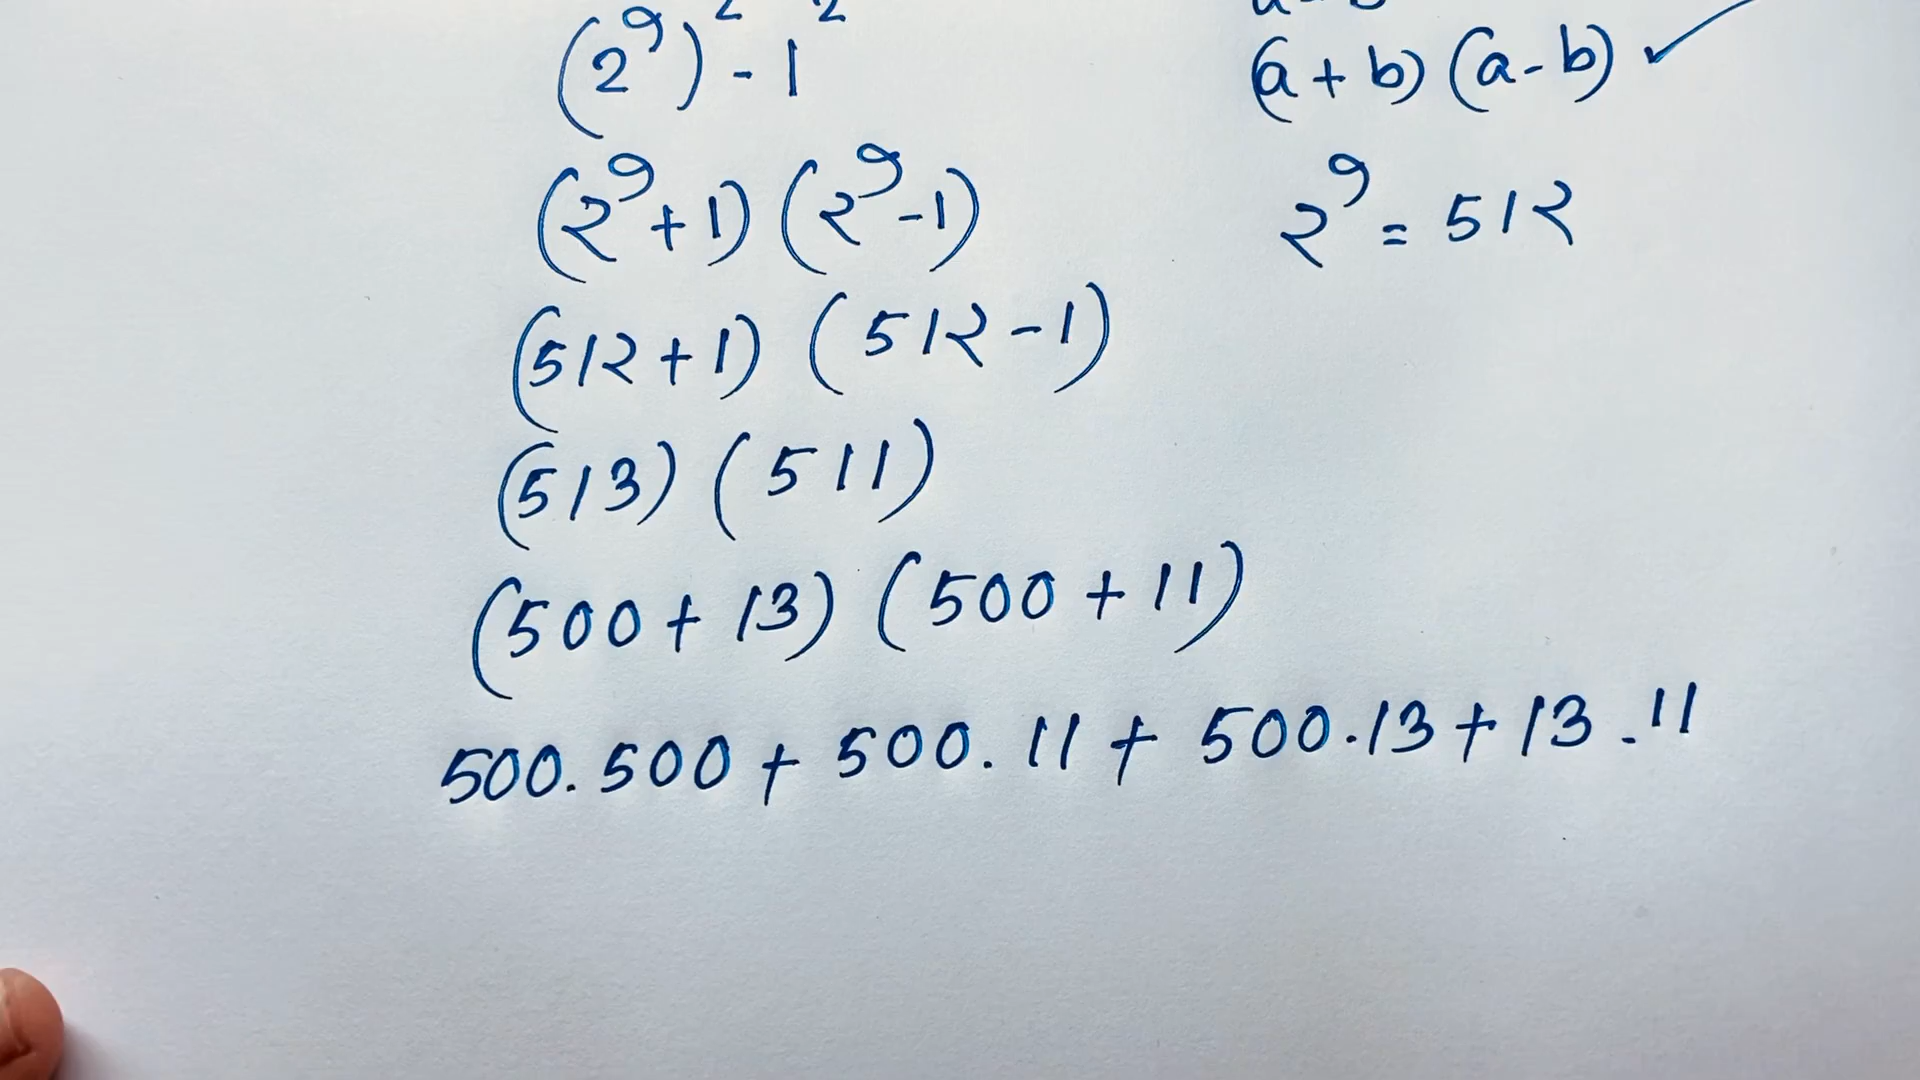 (2⁹)² - 1²
(a + b) (a - b) ✓
(2⁹ + 1) (2⁹ - 1)
2⁹ = 512
(512 + 1) (512 - 1)
(513) (511)
(500 + 13) (500 + 11)
500.500 + 500.11 + 500.13 + 13.11